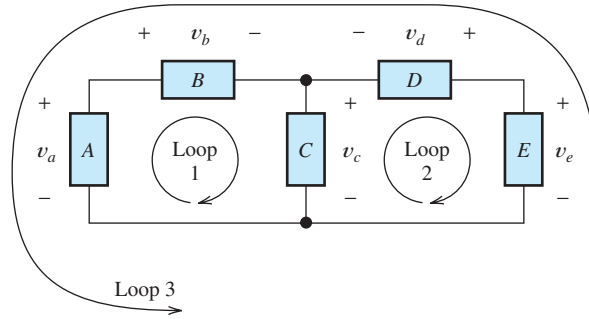 + v_b − − v_d +
B D
+ + +
v_a A Loop 1 C v_c Loop 2 E v_e
− − −
Loop 3